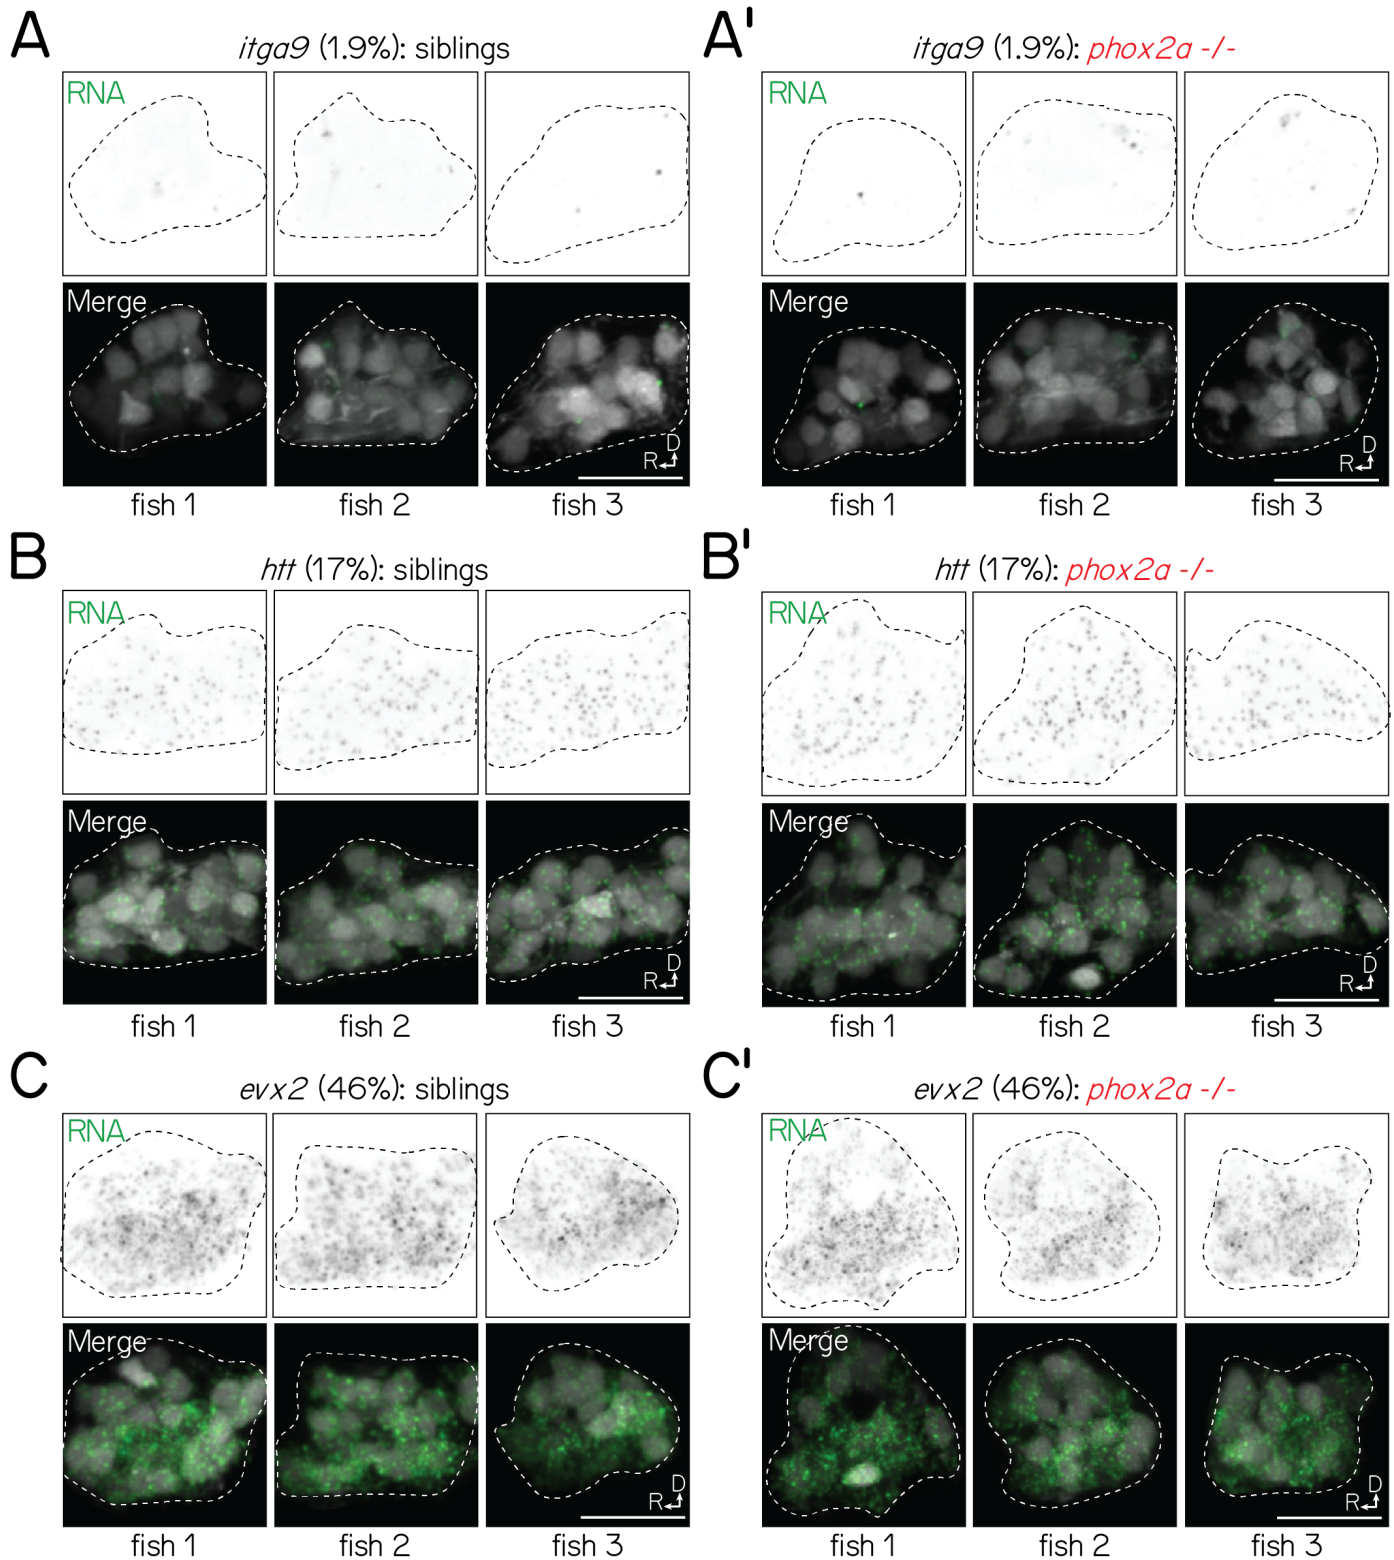 A
itga9 (1.9%): siblings
RNA
Merge
D
R
fish 1
fish 2
fish 3
A'
itga9 (1.9%): phox2a -/-
RNA
Merge
D
R
fish 1
fish 2
fish 3
B
htt (17%): siblings
RNA
Merge
D
R
fish 1
fish 2
fish 3
B'
htt (17%): phox2a -/-
RNA
Merge
D
R
fish 1
fish 2
fish 3
C
evx2 (46%): siblings
RNA
Merge
D
R
fish 1
fish 2
fish 3
C'
evx2 (46%): phox2a -/-
RNA
Merge
D
R
fish 1
fish 2
fish 3